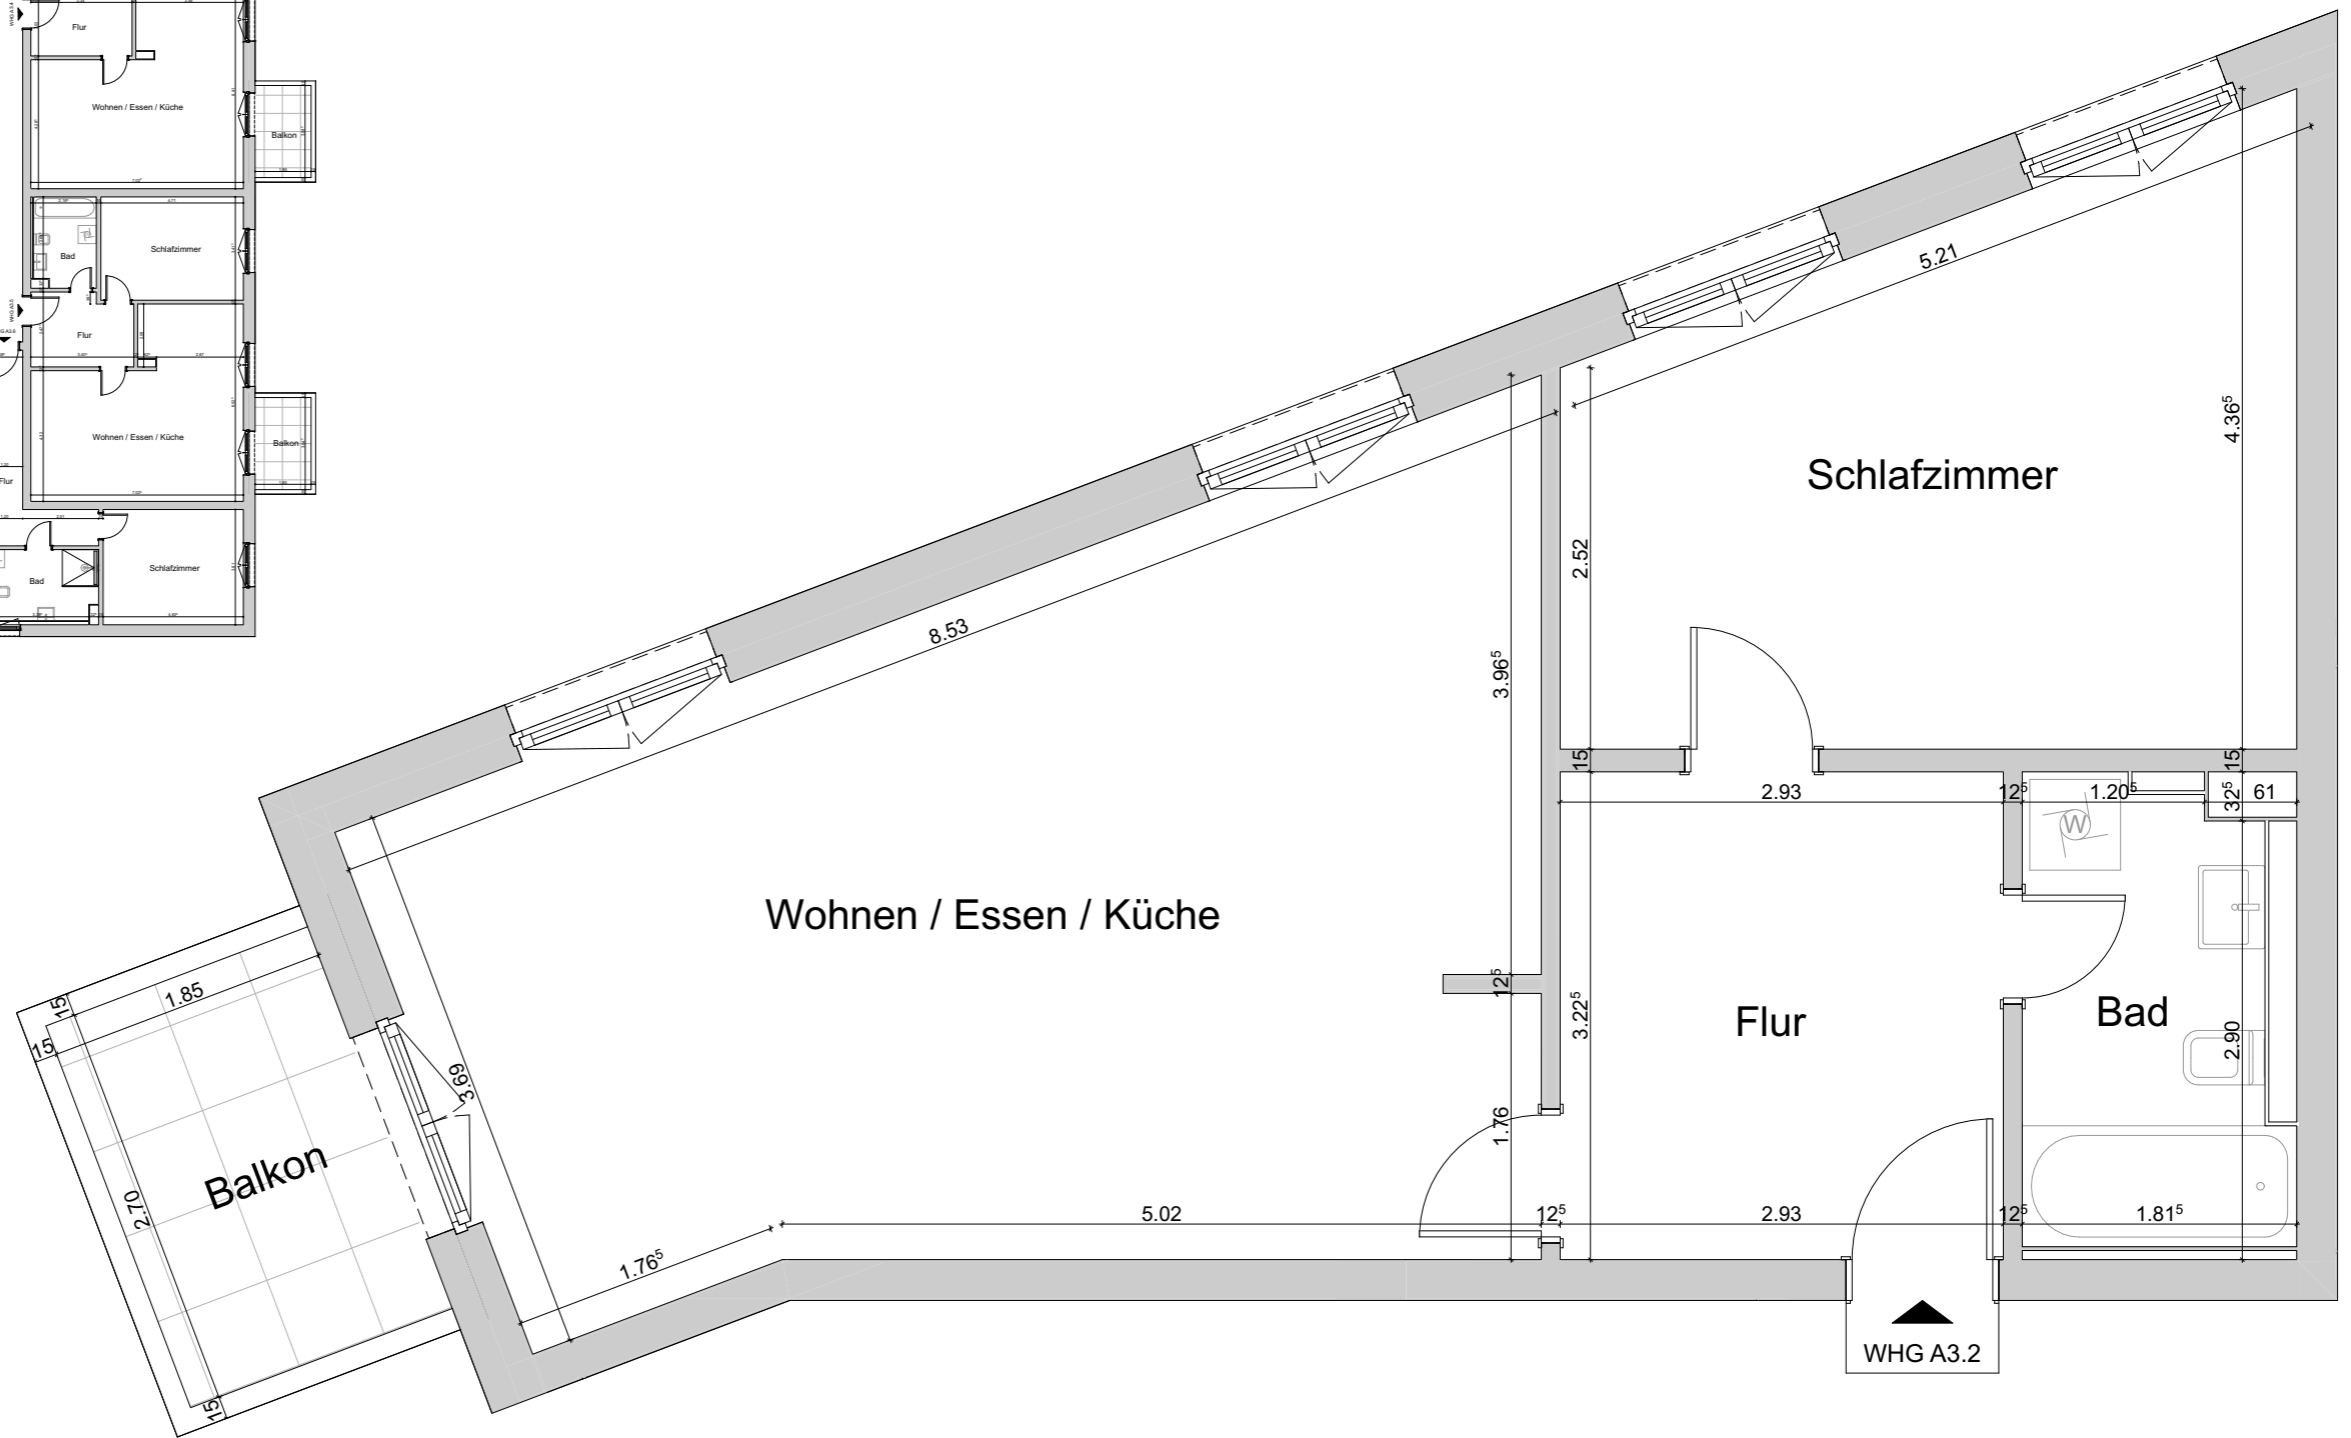 Flur
Wohnen / Essen / Küche
Balkon
Bad
Schlafzimmer
Flur
Wohnen / Essen / Küche
Balkon
Flur
Bad
Schlafzimmer
5.21
4.36⁵
Schlafzimmer
2.52
8.53
3.96⁵
15
15
2.93
12⁵
1.20⁵
32⁵
61
W
Wohnen / Essen / Küche
12⁵
3.22⁵
Flur
Bad
2.90
15
1.85
15
3.69
1.76
Balkon
2.70
5.02
12⁵
2.93
12⁵
1.81⁵
1.76⁵
15
WHG A3.2